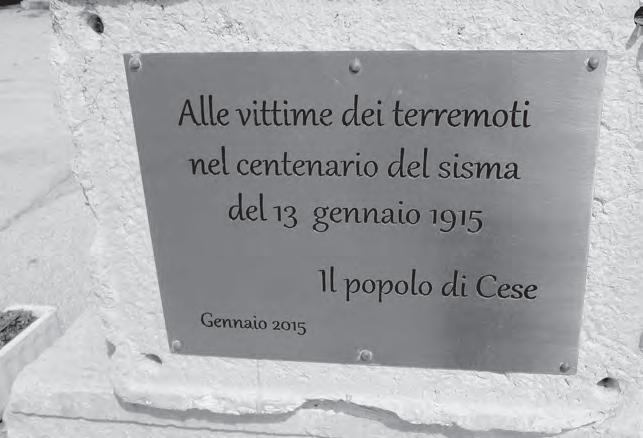 Alle vittime dei terremoti
nel centenario del sisma
del 13 gennaio 1915
Il popolo di Cese
Gennaio 2015